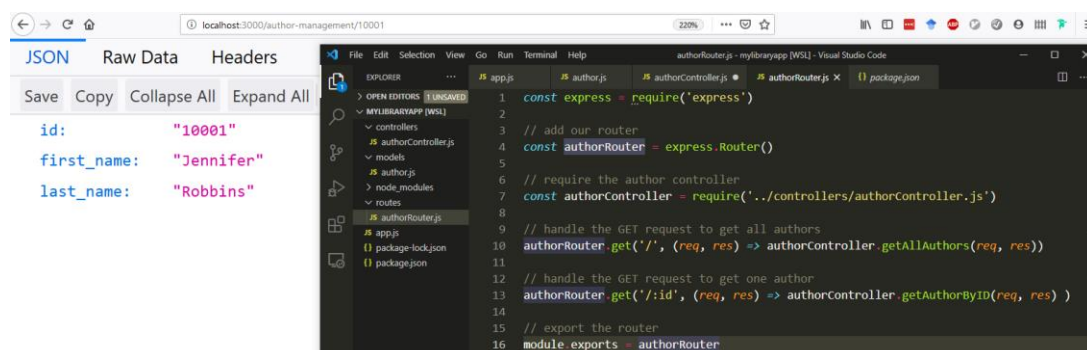 localhost:3000/author-management/10001
220%
JSON Raw Data Headers
Save Copy Collapse All Expand All
id: "10001"
first_name: "Jennifer"
last_name: "Robbins"
File Edit Selection View Go Run Terminal Help
authorRouter.js - mylibraryapp [WSL] - Visual Studio Code
EXPLORER
OPEN EDITORS 1 UNSAVED
MYLIBRARYAPP [WSL]
controllers
JS authorController.js
models
JS author.js
node_modules
routes
JS authorRouter.js
JS app.js
{} package-lock.json
{} package.json
JS app.js JS author.js JS authorController.js JS authorRouter.js {} package.json
1 const express = require('express')
2
3 // add our router
4 const authorRouter = express.Router()
5
6 // require the author controller
7 const authorController = require('../controllers/authorController.js')
8
9 // handle the GET request to get all authors
10 authorRouter.get('/', (req, res) => authorController.getAllAuthors(req, res))
11
12 // handle the GET request to get one author
13 authorRouter.get('/:id', (req, res) => authorController.getAuthorByID(req, res) )
14
15 // export the router
16 module.exports = authorRouter